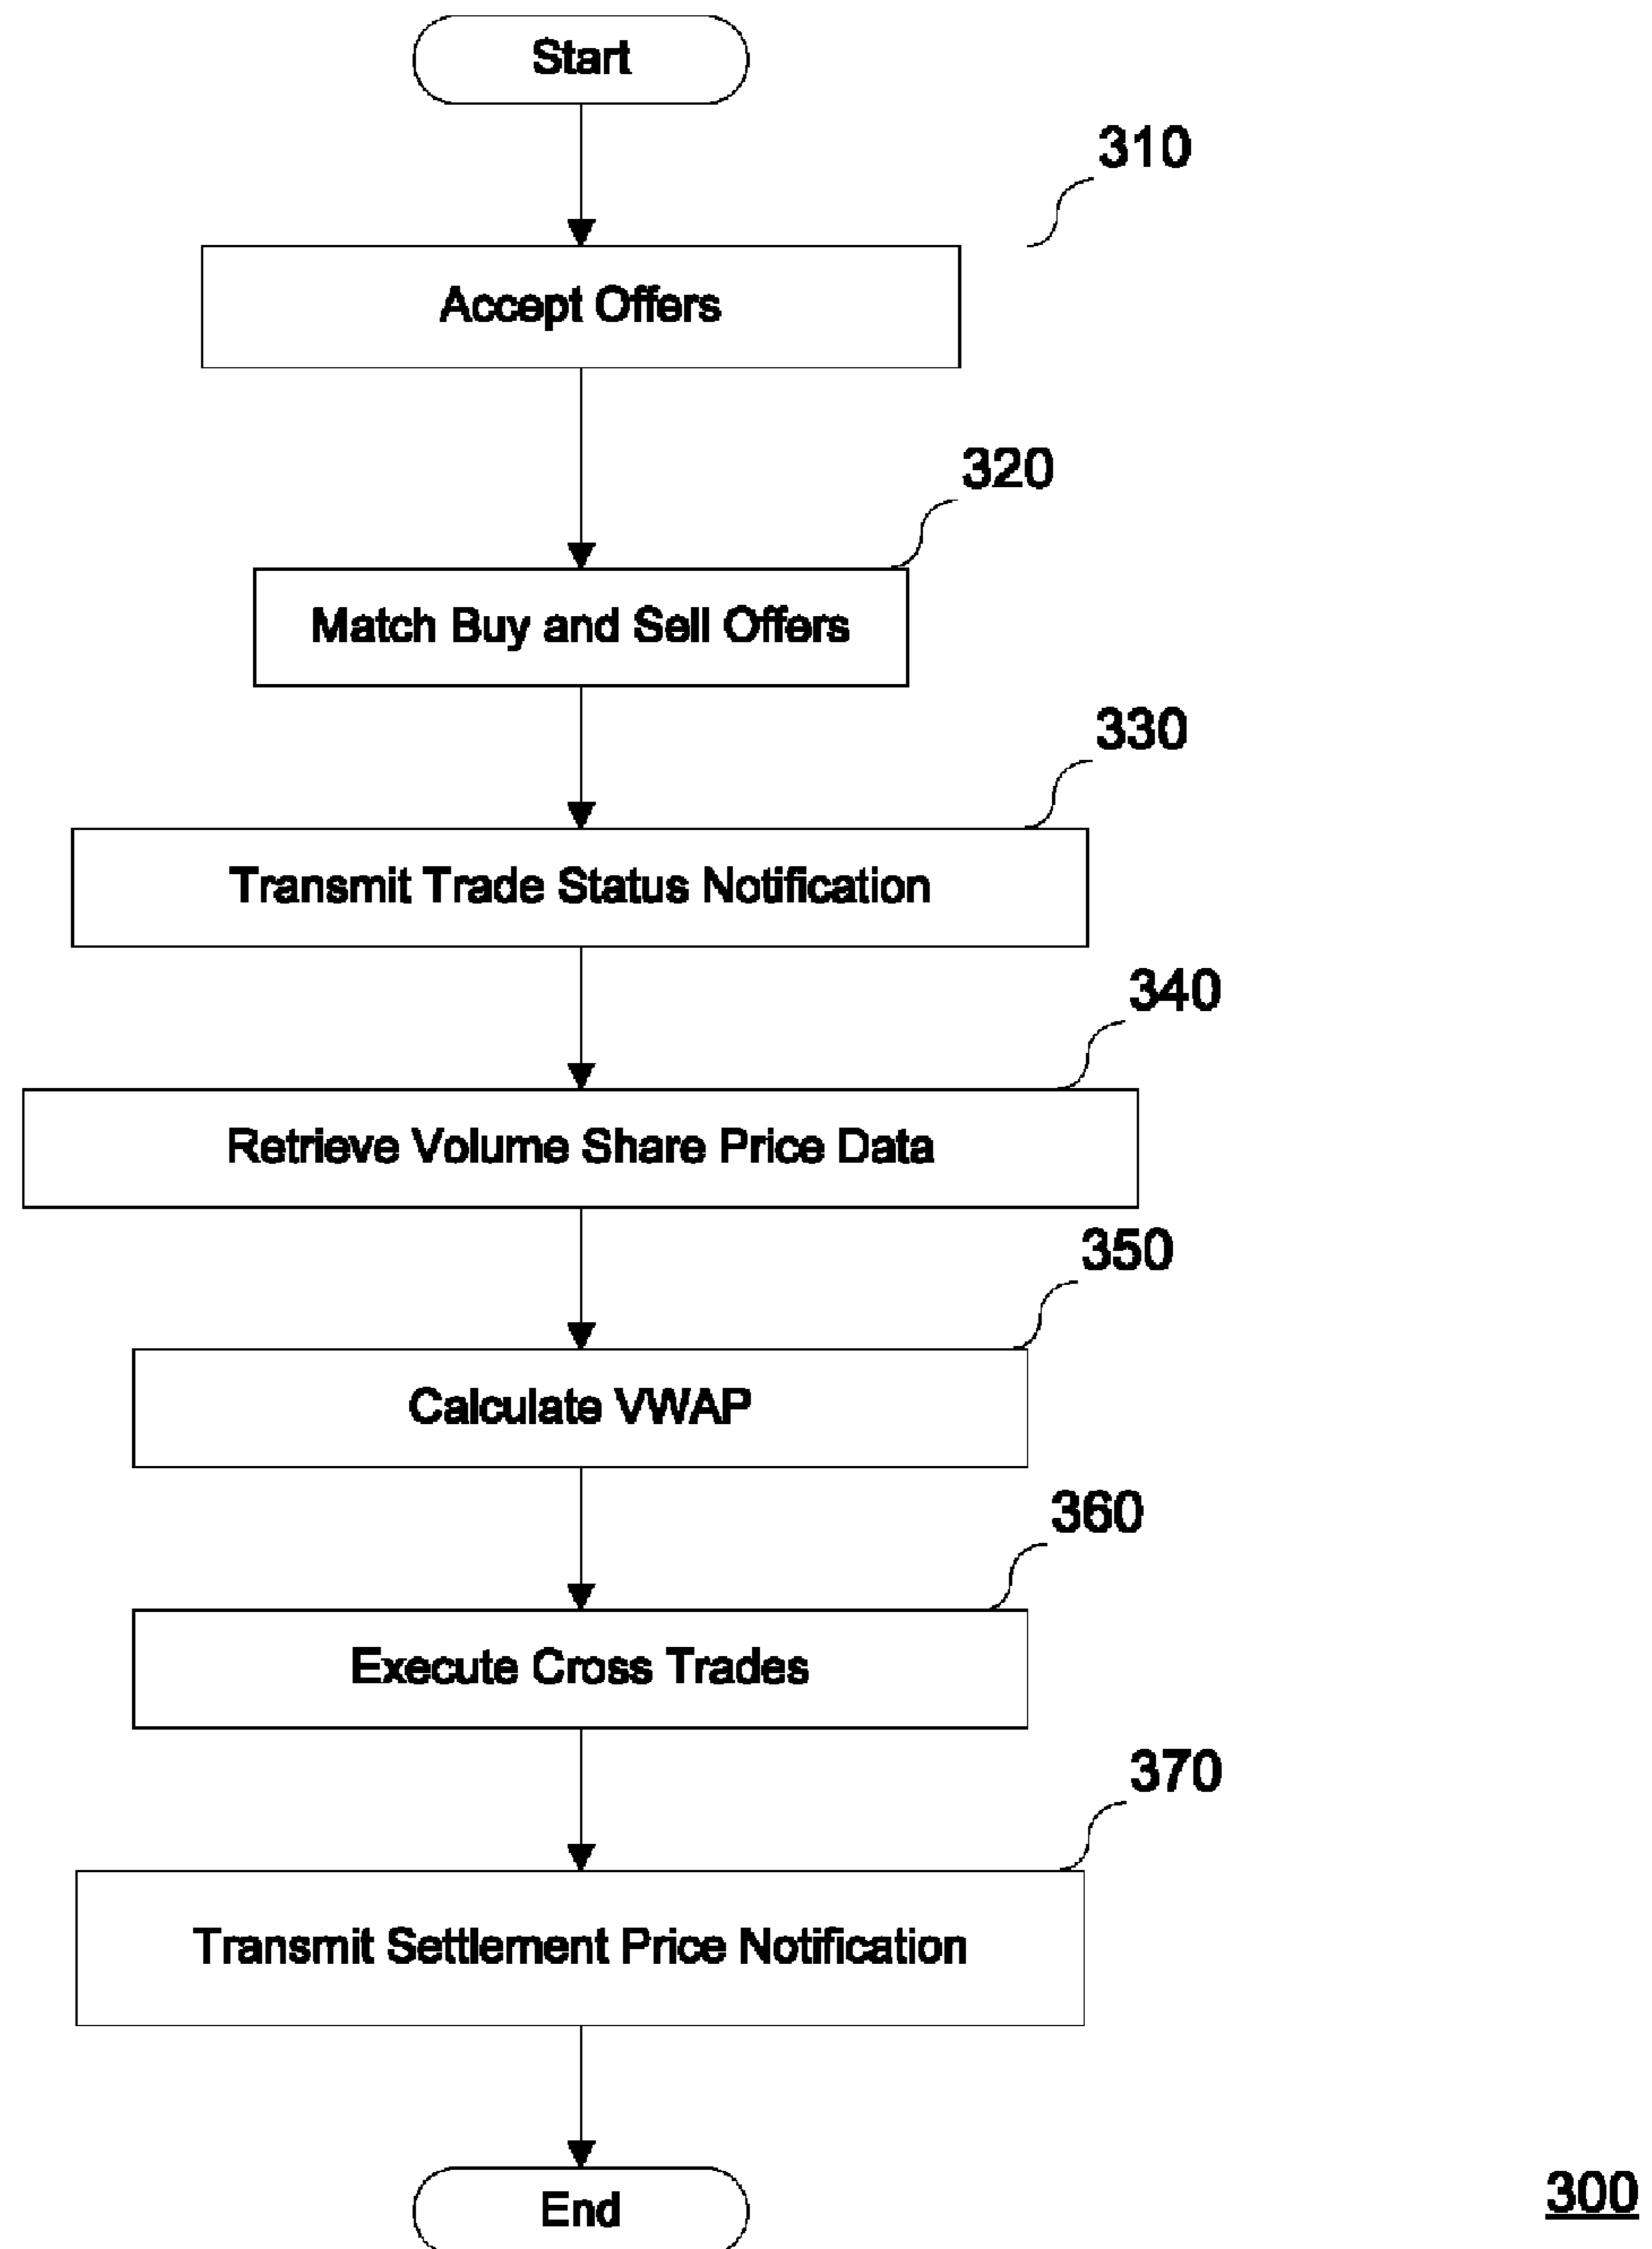 Start
310
Accept Offers
320
Match Buy and Sell Offers
330
Transmit Trade Status Notification
340
Retrieve Volume Share Price Data
350
Calculate VWAP
360
Execute Cross Trades
370
Transmit Settlement Price Notification
End
300